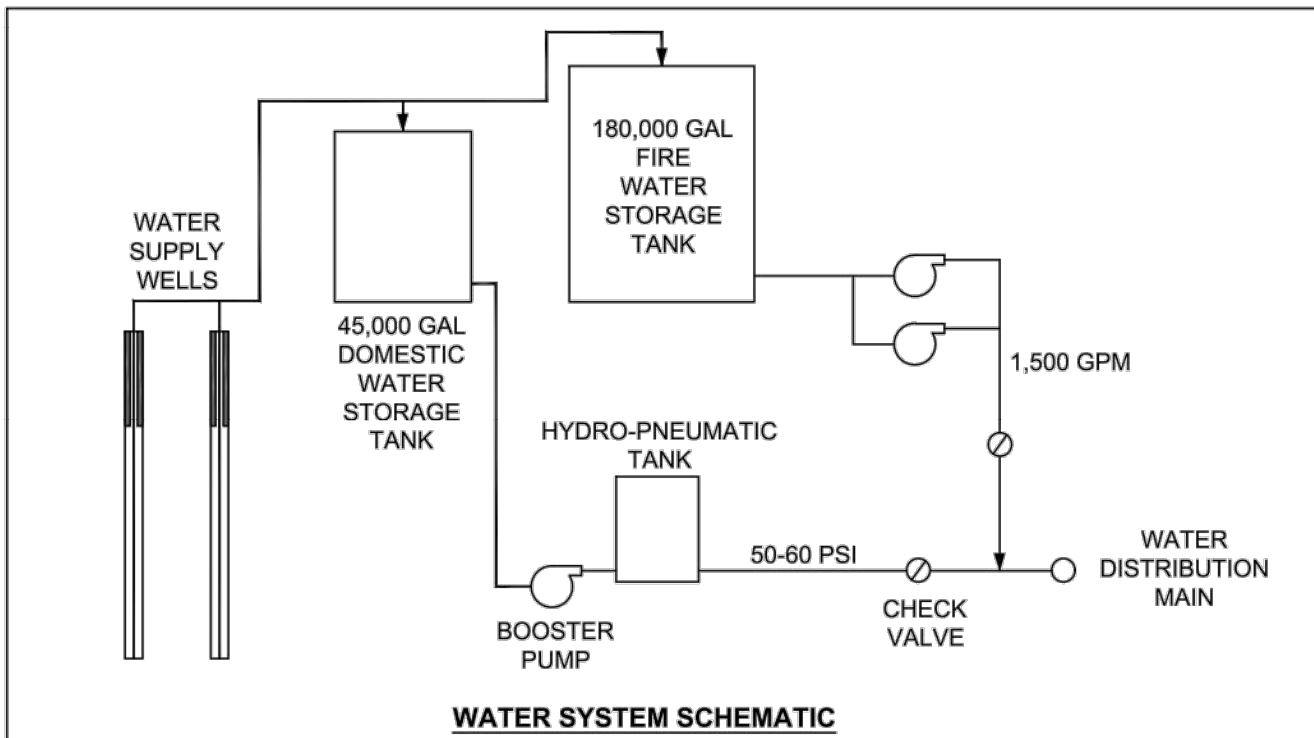 180,000 GAL
FIRE
WATER
STORAGE
TANK
WATER
SUPPLY
WELLS
45,000 GAL
DOMESTIC
WATER
STORAGE
TANK
1,500 GPM
HYDRO-PNEUMATIC
TANK
50-60 PSI
WATER
DISTRIBUTION
MAIN
CHECK
VALVE
BOOSTER
PUMP
WATER SYSTEM SCHEMATIC